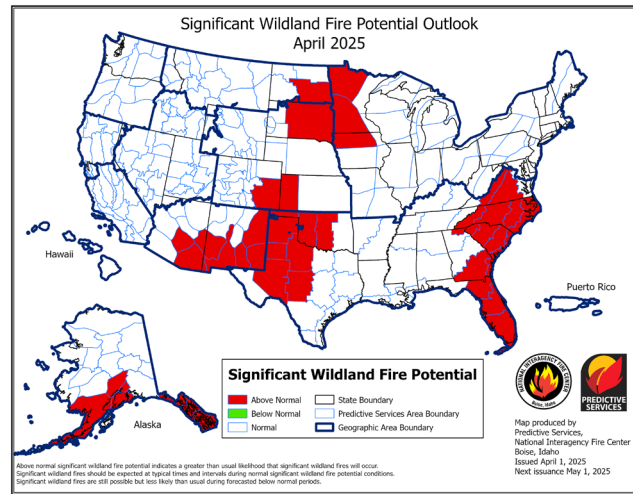 Significant Wildland Fire Potential Outlook
April 2025
Hawaii
Puerto Rico
Alaska
Significant Wildland Fire Potential
Above Normal
Below Normal
Normal
State Boundary
Predictive Services Area Boundary
Geographic Area Boundary
NATIONAL INTERAGENCY FIRE CENTER
Boise, Idaho
PREDICTIVE
SERVICES
Map produced by
Predictive Services,
National Interagency Fire Center
Boise, Idaho
Issued April 1, 2025
Next issuance May 1, 2025
Above normal significant wildland fire potential indicates a greater than usual likelihood that significant wildland fires will occur.
Significant wildland fires should be expected at typical times and intervals during normal significant wildland fire potential conditions.
Significant wildland fires are still possible but less likely than usual during forecasted below normal periods.